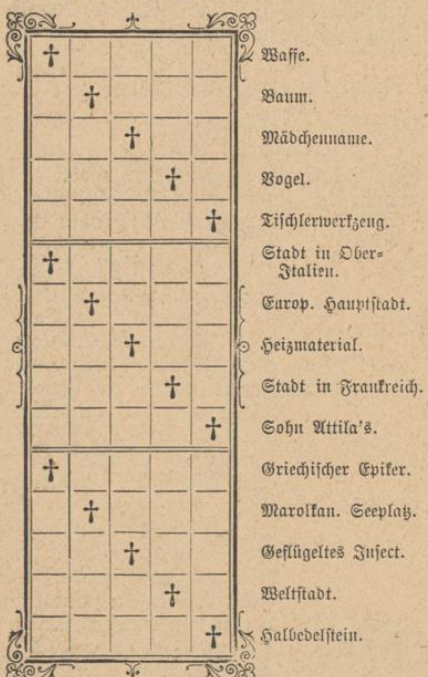 Waffe.
Baum.
Mädchenname.
Vogel.
Tischlerwerkzeug.
Stadt in Ober-
Italien.
Europ. Hauptstadt.
Heizmaterial.
Stadt in Frankreich.
Sohn Attila's.
Griechischer Epiker.
Marokkan. Seeplatz.
Geflügeltes Insect.
Weltstadt.
Halbedelstein.